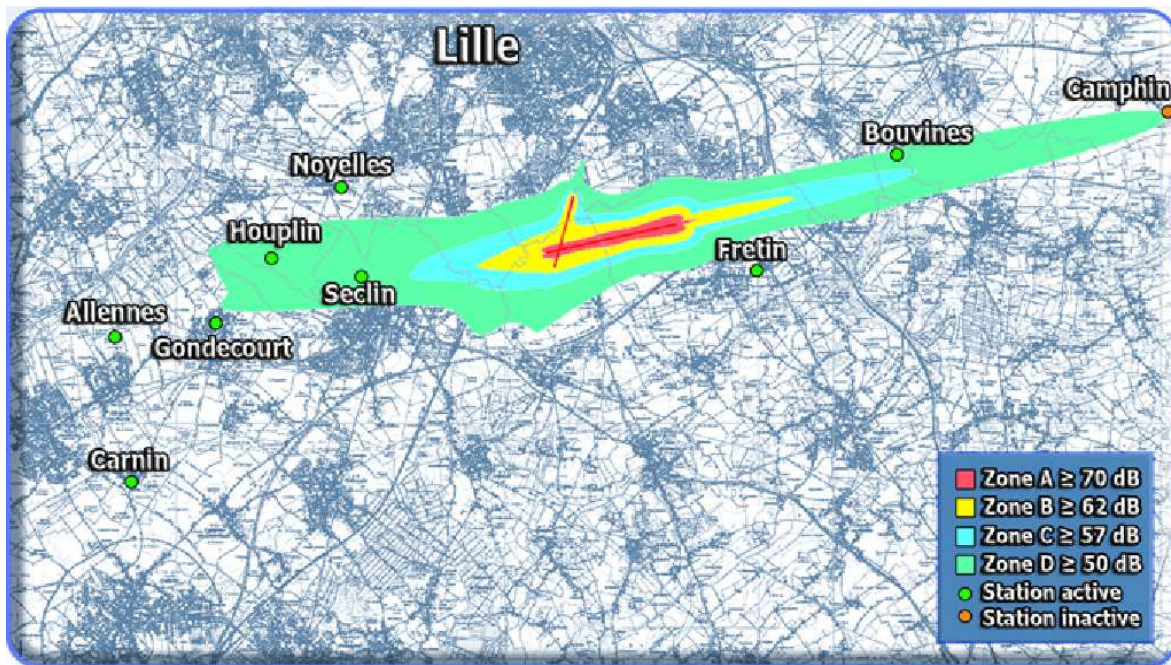 Lille
Camphin
Bouvines
Noyelles
Houplin
Fretin
Seclin
Allennes
Gondecourt
Carnin
Zone A ≥ 70 dB
Zone B ≥ 62 dB
Zone C ≥ 57 dB
Zone D ≥ 50 dB
Station active
Station inactive